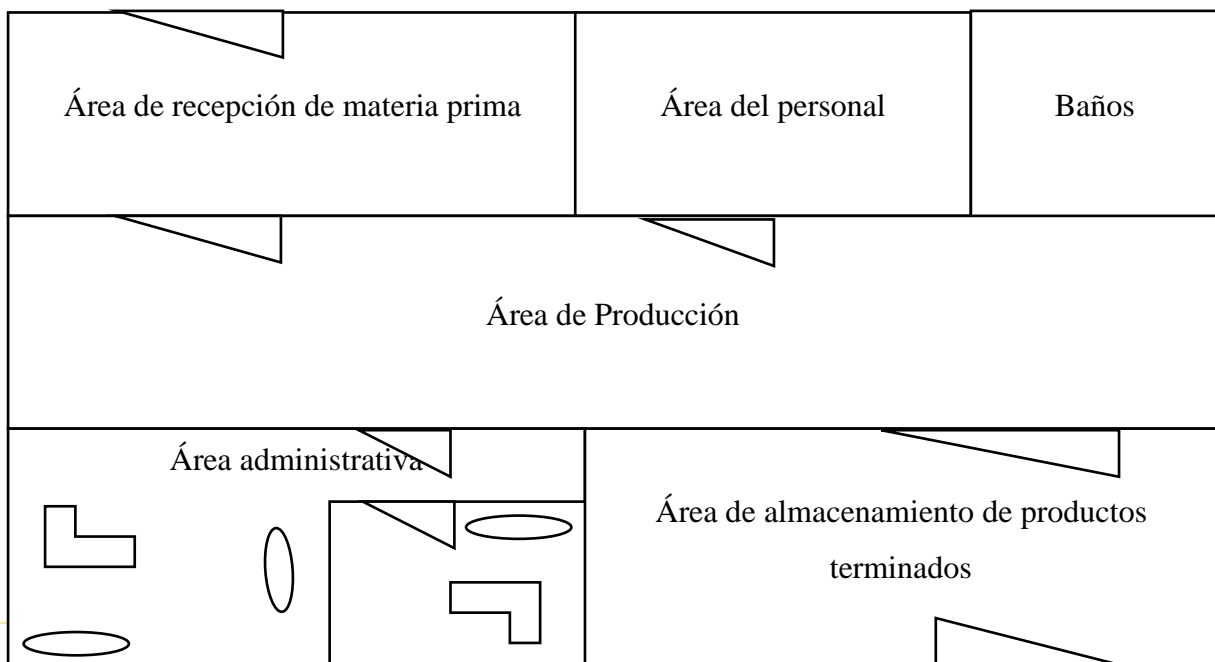 Área de recepción de materia prima
Área del personal
Baños
Área de Producción
Área administrativa
Área de almacenamiento de productos
terminados